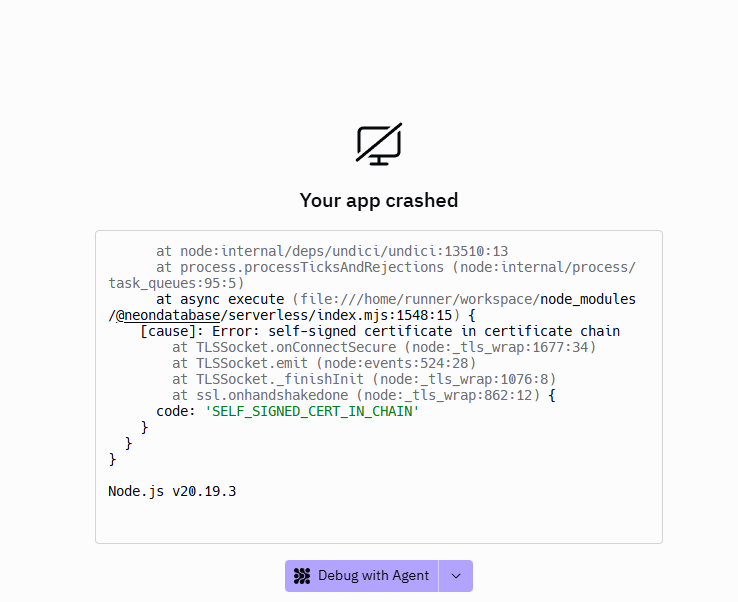 Your app crashed
at node:internal/deps/undici/undici:13510:13
at process.processTicksAndRejections (node:internal/process/
task_queues:95:5)
at async execute (file:///home/runner/workspace/node_modules
/@neondatabase/serverless/index.mjs:1548:15) {
[cause]: Error: self-signed certificate in certificate chain
at TLSSocket.onConnectSecure (node:_tls_wrap:1677:34)
at TLSSocket.emit (node:events:524:28)
at TLSSocket._finishInit (node:_tls_wrap:1076:8)
at ssl.onhandshakedone (node:_tls_wrap:862:12) {
code: 'SELF_SIGNED_CERT_IN_CHAIN'
}
}
}
Node.js v20.19.3
Debug with Agent